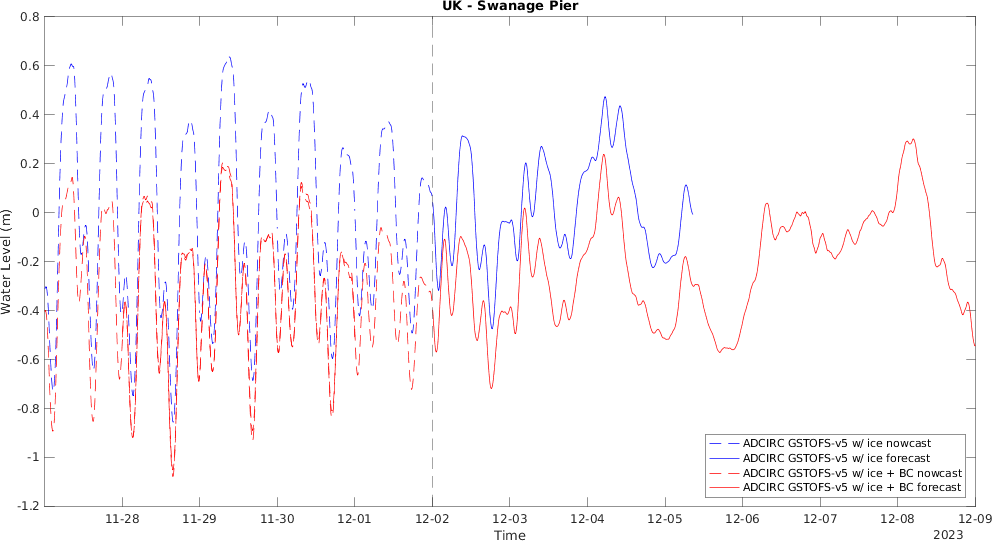 UK - Swanage Pier
0.8
0.6
0.4
0.2
0
-0.2
-0.4
-0.6
-0.8
-1
-1.2
Water Level (m)
11-28 11-29 11-30 12-01 12-02 12-03 12-04 12-05 12-06 12-07 12-08 12-09
Time
2023
ADCIRC GSTOFS-v5 w/ ice nowcast
ADCIRC GSTOFS-v5 w/ ice forecast
ADCIRC GSTOFS-v5 w/ ice + BC nowcast
ADCIRC GSTOFS-v5 w/ ice + BC forecast